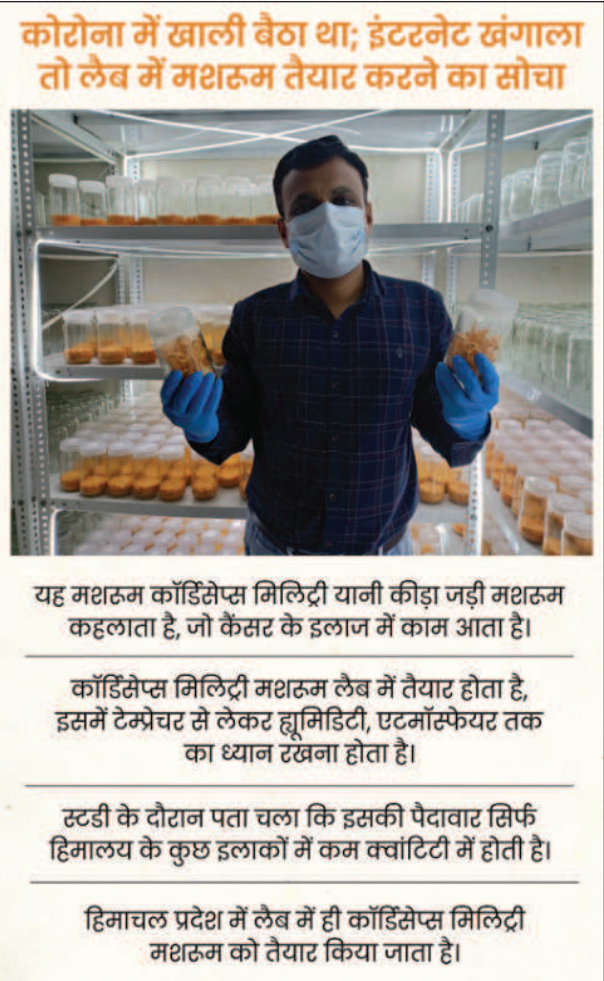 कोरोना में खाली बैठा था; इंटरनेट खंगाला
तो लैब में मशरूम तैयार करने का सोचा
यह मशरूम कॉर्डिसेप्स मिलिट्री यानी कीड़ा जड़ी मशरूम
कहलाता है, जो कैंसर के इलाज में काम आता है।
कॉर्डिसेप्स मिलिट्री मशरूम लैब में तैयार होता है,
इसमें टेम्प्रेचर से लेकर ह्यूमिडिटी, एटमॉस्फेयर तक
का ध्यान रखना होता है।
स्टडी के दौरान पता चला कि इसकी पैदावार सिर्फ
हिमालय के कुछ इलाकों में कम क्वांटिटी में होती है।
हिमाचल प्रदेश में लैब में ही कॉर्डिसेप्स मिलिट्री
मशरूम को तैयार किया जाता है।